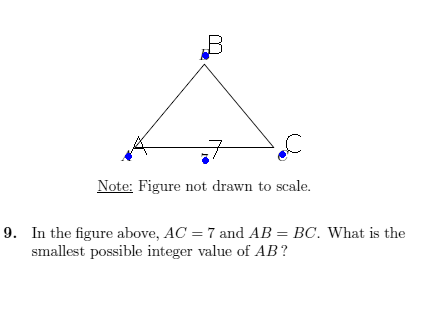 B
A
7
C
Note: Figure not drawn to scale.
9. In the figure above, AC = 7 and AB = BC. What is the
smallest possible integer value of AB?